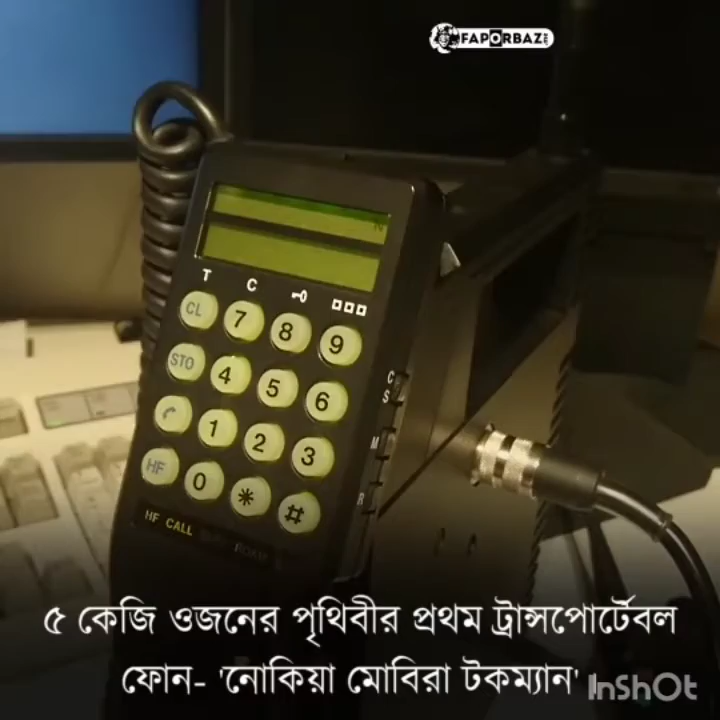 FAPORBAZ
T C
CL 7 8 9
STO 4 5 6
1 2 3
HF 0 * #
C
S
M
HF CALL ROAM
৫ কেজি ওজনের পৃথিবীর প্রথম ট্রান্সপোর্টেবল
ফোন- 'নোকিয়া মোবিরা টকম্যান'
InShOt